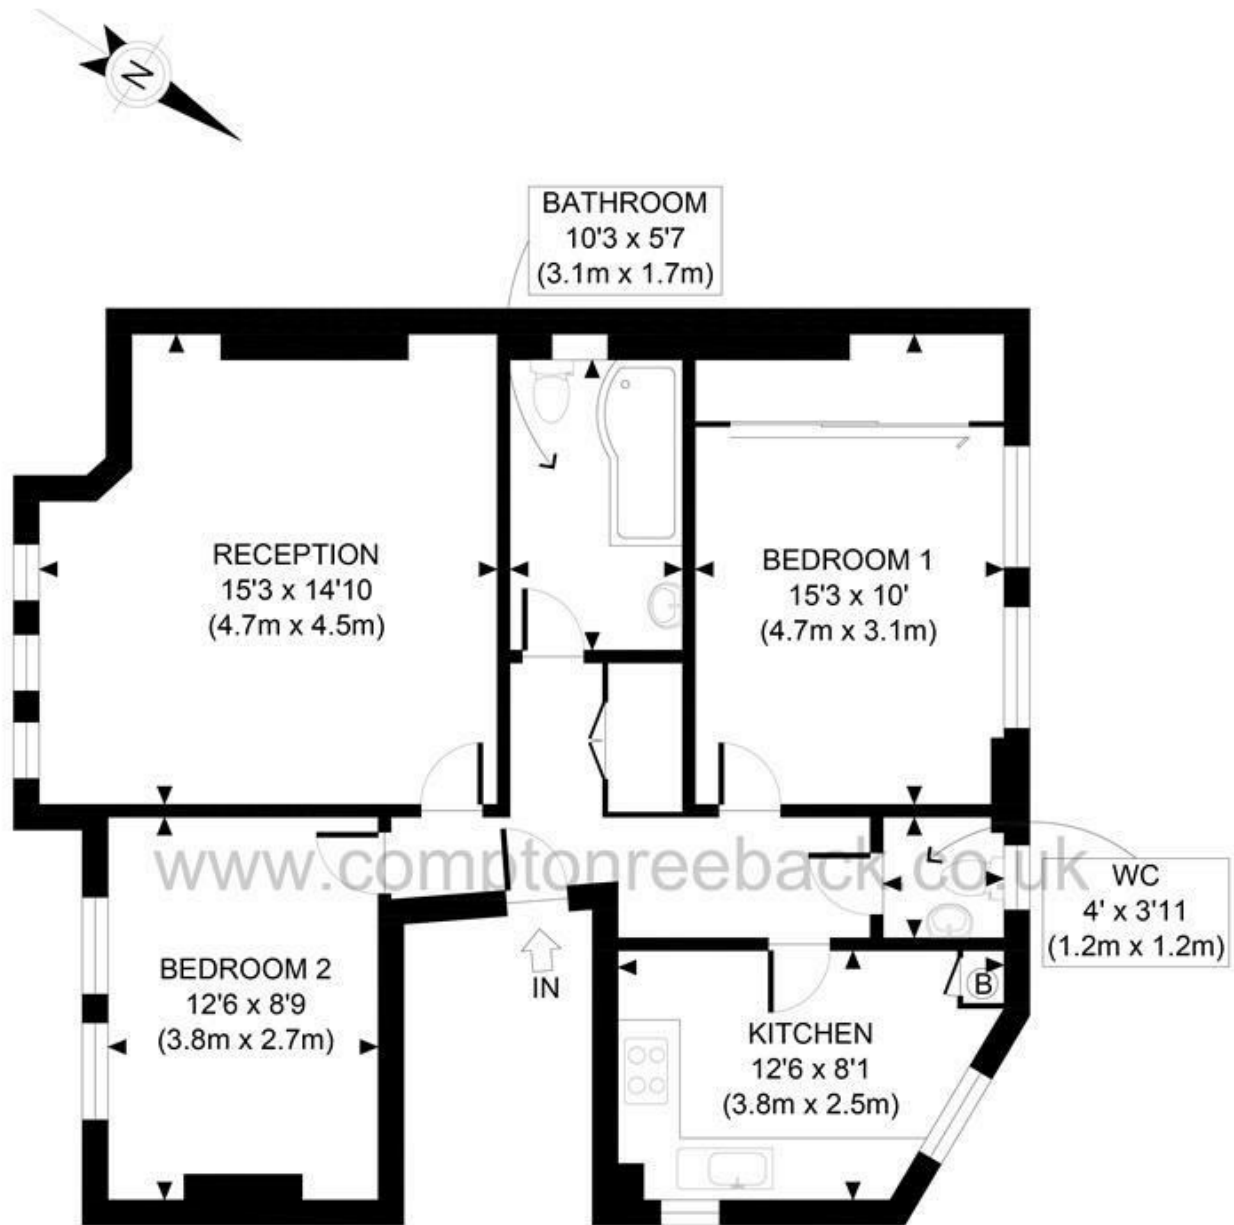 N
BATHROOM
10'3 x 5'7
(3.1m x 1.7m)
RECEPTION
15'3 x 14'10
(4.7m x 4.5m)
BEDROOM 1
15'3 x 10'
(4.7m x 3.1m)
www.comptonreeback.co.uk
WC
4' x 3'11
(1.2m x 1.2m)
BEDROOM 2
12'6 x 8'9
(3.8m x 2.7m)
IN
B
KITCHEN
12'6 x 8'1
(3.8m x 2.5m)